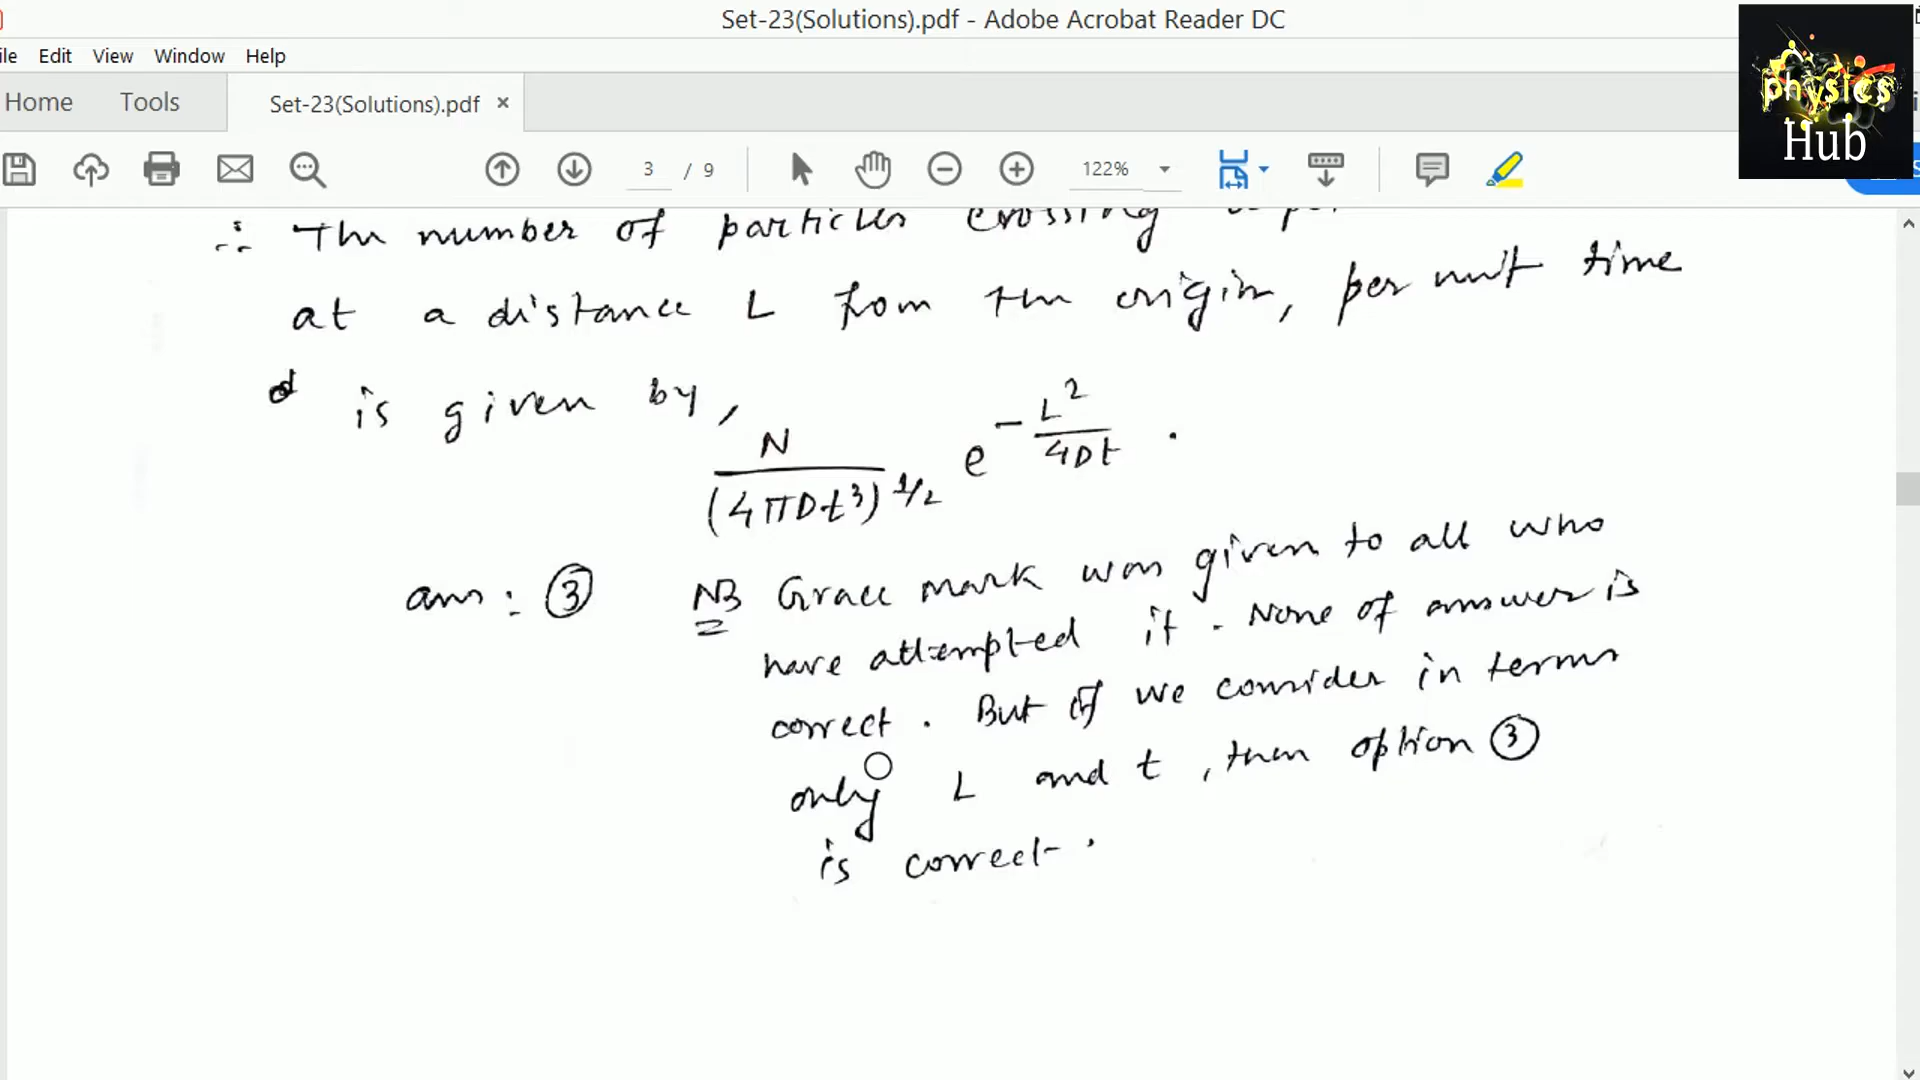 Set-23(Solutions).pdf - Adobe Acrobat Reader DC
ile Edit View Window Help
Home Tools Set-23(Solutions).pdf ×
3 / 9 122%
physics
Hub
∴ The number of particles crossing
at a distance L from the origin, per unit time
is given by,
N/(4πDt³)^1/2 e^-L²/4Dt .
ans: ③ NB Grace mark was given to all who
have attempted it. None of answer is
correct. But if we consider in terms
only L and t, then option ③
is correct.